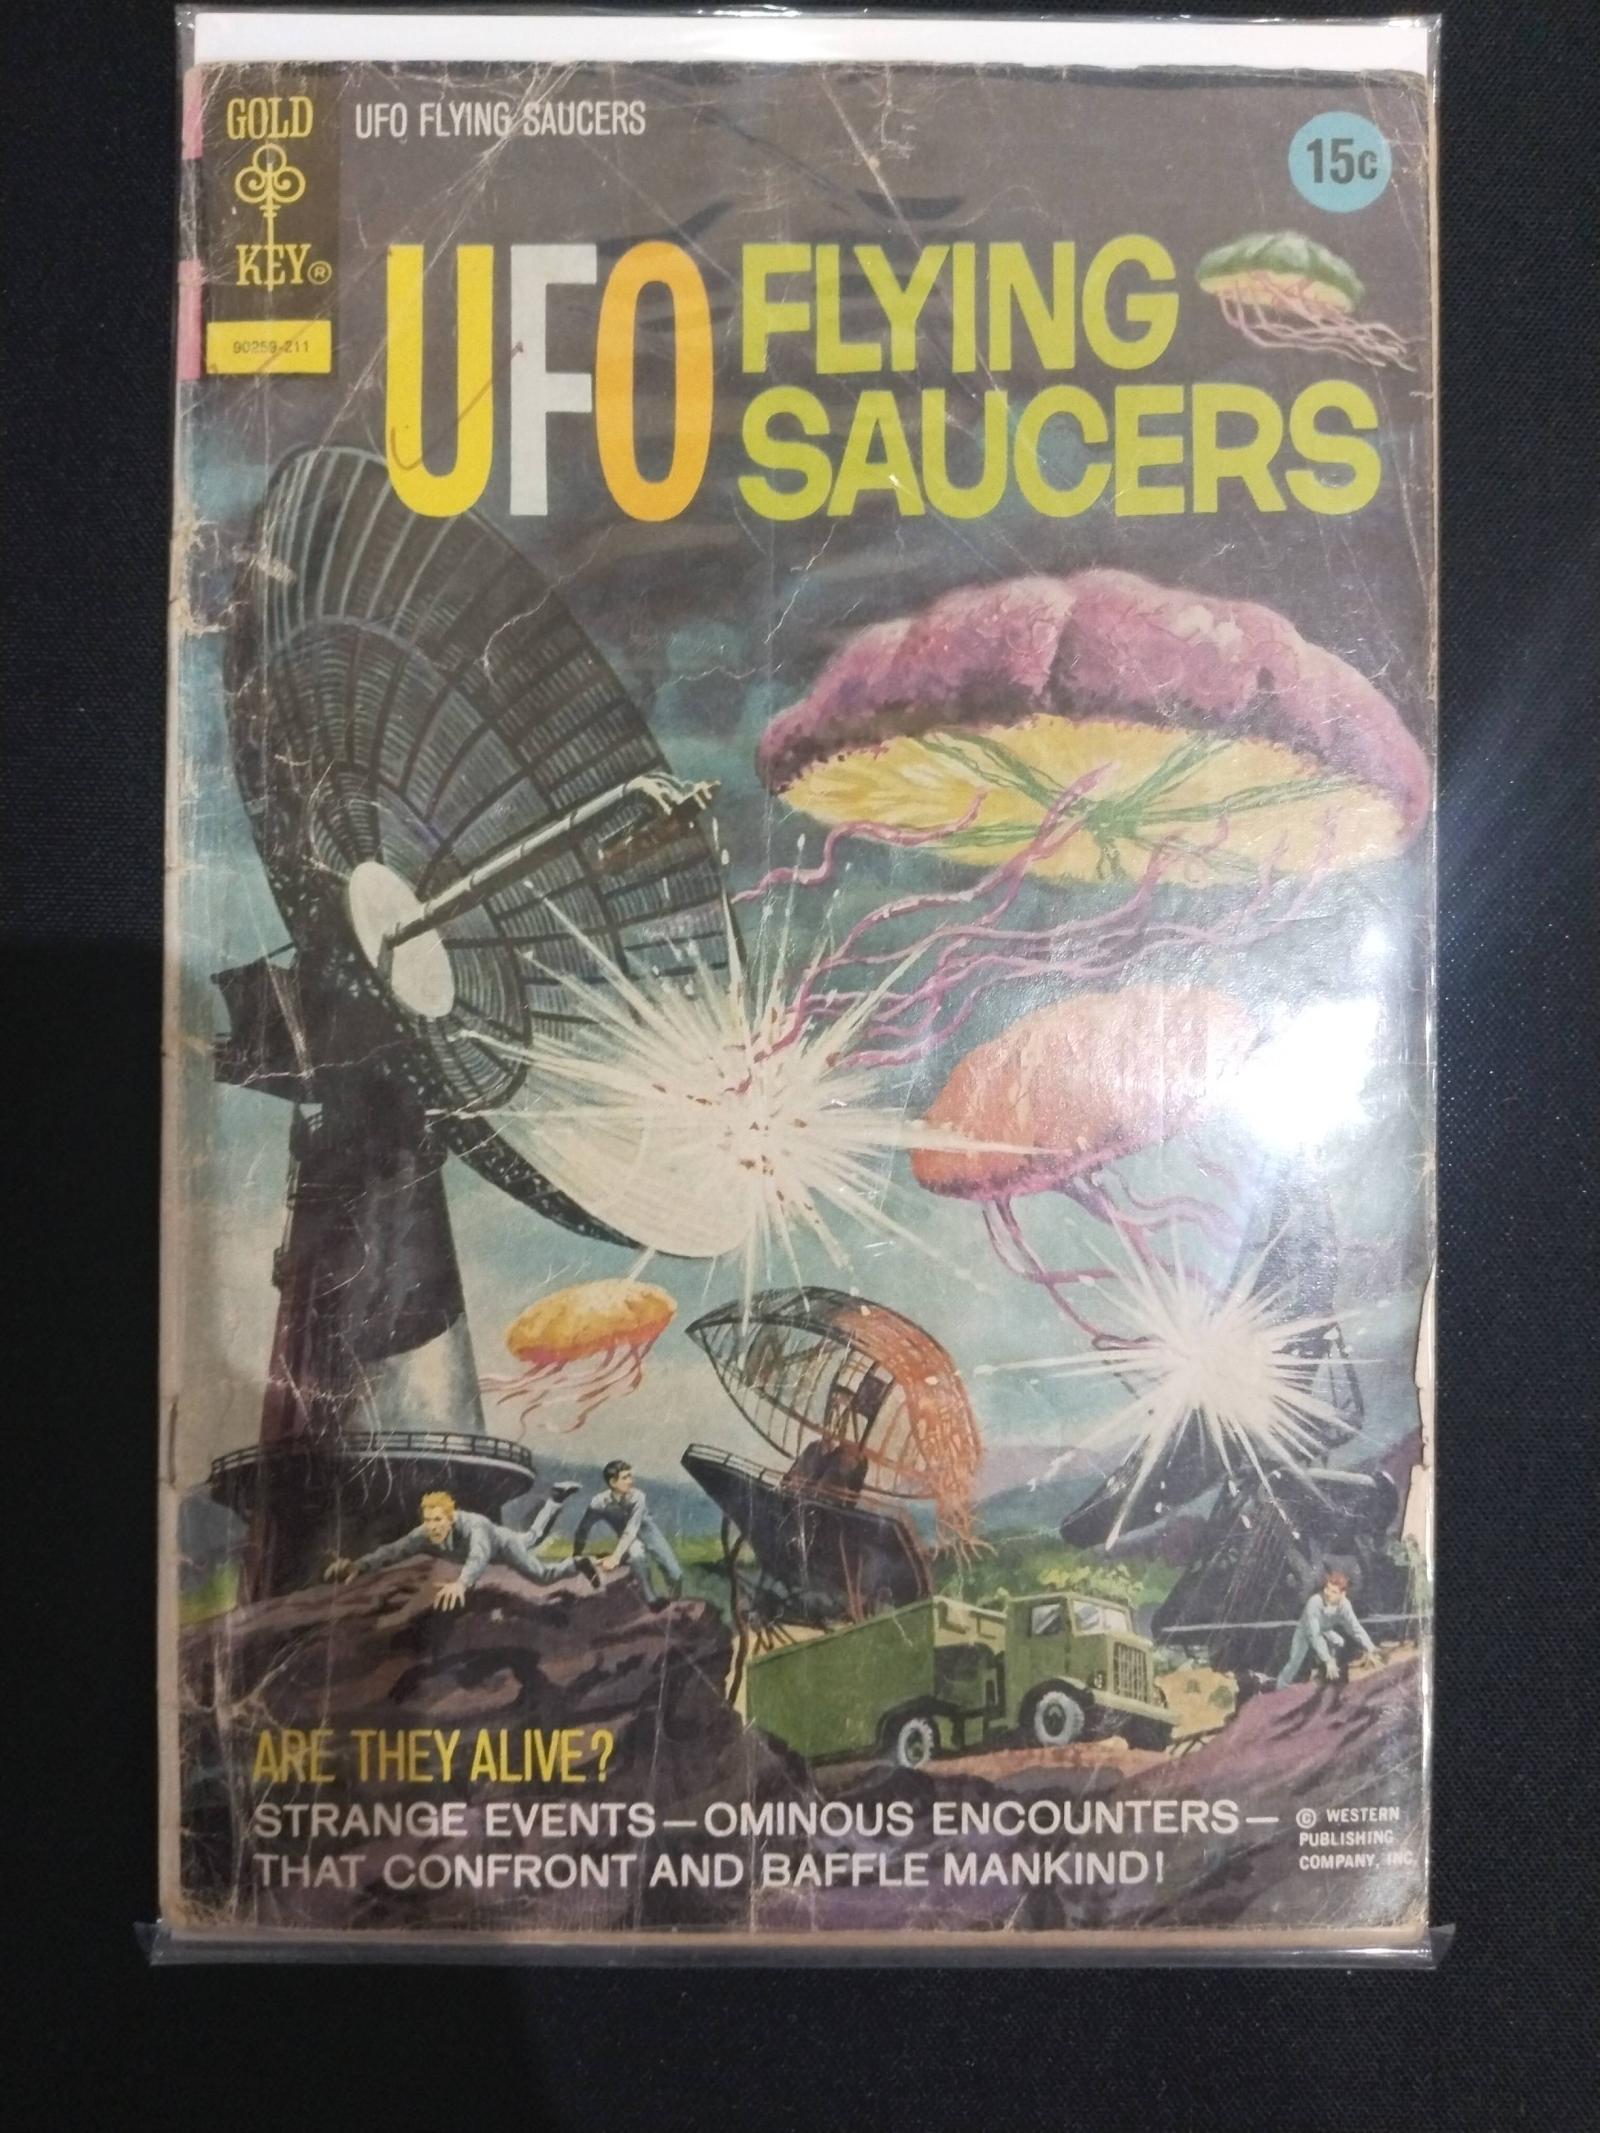 GOLD
KEY®
UFO FLYING SAUCERS
15¢
90259-211
UFO FLYING
SAUCERS
ARE THEY ALIVE?
STRANGE EVENTS—OMINOUS ENCOUNTERS—
THAT CONFRONT AND BAFFLE MANKIND!
© WESTERN
PUBLISHING
COMPANY, INC.